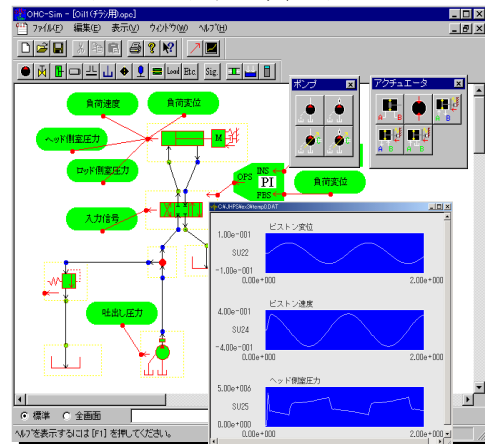 OHC-Sim - [Oil1(チラン用).opc]
ファイル(F) 編集(E) 表示(V) ウィンドウ(W) ヘルプ(H)
Load Etc. Sig.
ポンプ
アクチュエータ
A B A B
A B A B
負荷速度
負荷変位
ヘッド側室圧力
M
ロッド側室圧力
OPS
INS
PI
FBS
負荷変位
入力信号
吐出し圧力
ピストン変位
1.00e-001
SU22
-1.00e-001
0.00e+000
2.00e+000
ピストン速度
4.00e-001
SU24
-4.00e-001
0.00e+000
2.00e+000
ヘッド側室圧力
5.00e+006
SU25
0.00e+000
0.00e+000
2.00e+000
標準 全画面
ヘルプを表示するには [F1] を押してください。